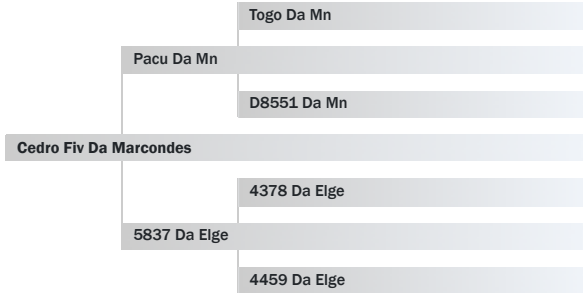 Togo Da Mn
Pacu Da Mn
D8551 Da Mn
Cedro Fiv Da Marcondes
4378 Da Elge
5837 Da Elge
4459 Da Elge